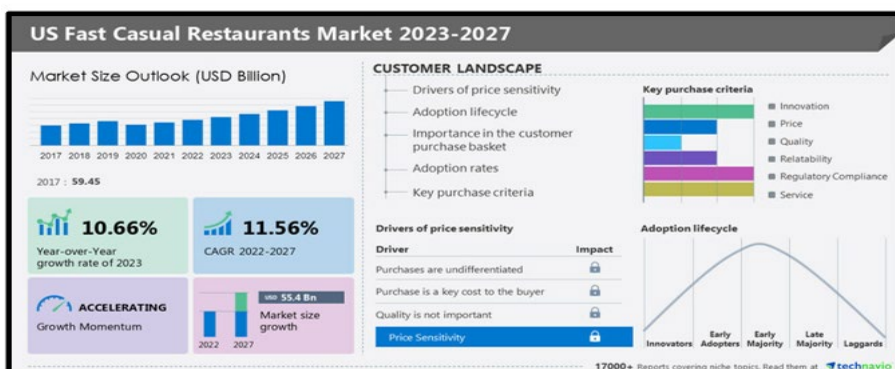 US Fast Casual Restaurants Market 2023-2027
Market Size Outlook (USD Billion)
2017 2018 2019 2020 2021 2022 2023 2024 2025 2026 2027
2017 : 59.45
10.66%
Year-over-Year
growth rate of 2023
11.56%
CAGR 2022-2027
ACCELERATING
Growth Momentum
USD 55.4 Bn
Market size
growth
2022 2027
CUSTOMER LANDSCAPE
Drivers of price sensitivity
Adoption lifecycle
Importance in the customer
purchase basket
Adoption rates
Key purchase criteria
Key purchase criteria
Innovation
Price
Quality
Relatability
Regulatory Compliance
Service
Drivers of price sensitivity
Driver Impact
Purchases are undifferentiated
Purchase is a key cost to the buyer
Quality is not important
Price Sensitivity
Adoption lifecycle
Innovators Early Adopters Early Majority Late Majority Laggards
17000+ Reports covering niche topics. Read them at technavio